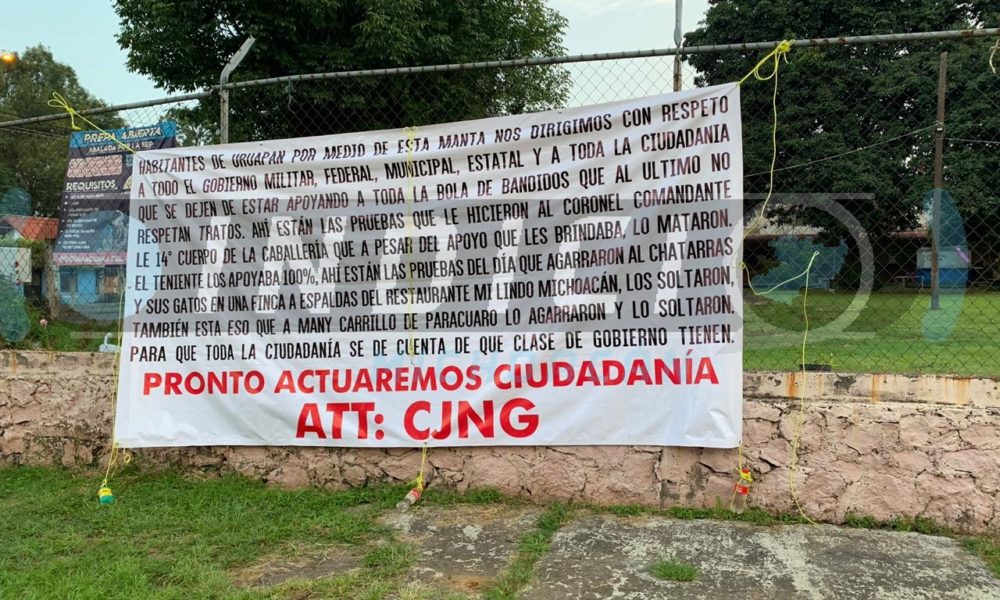 PREPA ABIERTA
AVALADA POR LA SEP
REQUISITOS
HABITANTES DE URUAPAN POR MEDIO DE ESTA MANTA NOS DIRIGIMOS CON RESPETO
A TODO EL GOBIERNO MILITAR, FEDERAL, MUNICIPAL, ESTATAL Y A TODA LA CIUDADANIA
QUE SE DEJEN DE ESTAR APOYANDO A TODA LA BOLA DE BANDIDOS QUE AL ULTIMO NO
RESPETAN TRATOS. AHÍ ESTÁN LAS PRUEBAS QUE LE HICIERON AL CORONEL COMANDANTE
LE 14° CUERPO DE LA CABALLERÍA QUE A PESAR DEL APOYO QUE LES BRINDABA, LO MATARON.
EL TENIENTE LOS APOYABA 100%, AHÍ ESTÁN LAS PRUEBAS DEL DÍA QUE AGARRARON AL CHATARRAS
Y SUS GATOS EN UNA FINCA A ESPALDAS DEL RESTAURANTE MI LINDO MICHOACÁN, LOS SOLTARON,
TAMBIÉN ESTA ESO QUE A MANY CARRILLO DE PARACUARO LO AGARRARON Y LO SOLTARON.
PARA QUE TODA LA CIUDADANÍA SE DE CUENTA DE QUE CLASE DE GOBIERNO TIENEN.
PRONTO ACTUAREMOS CIUDADANÍA
ATT: CJNG